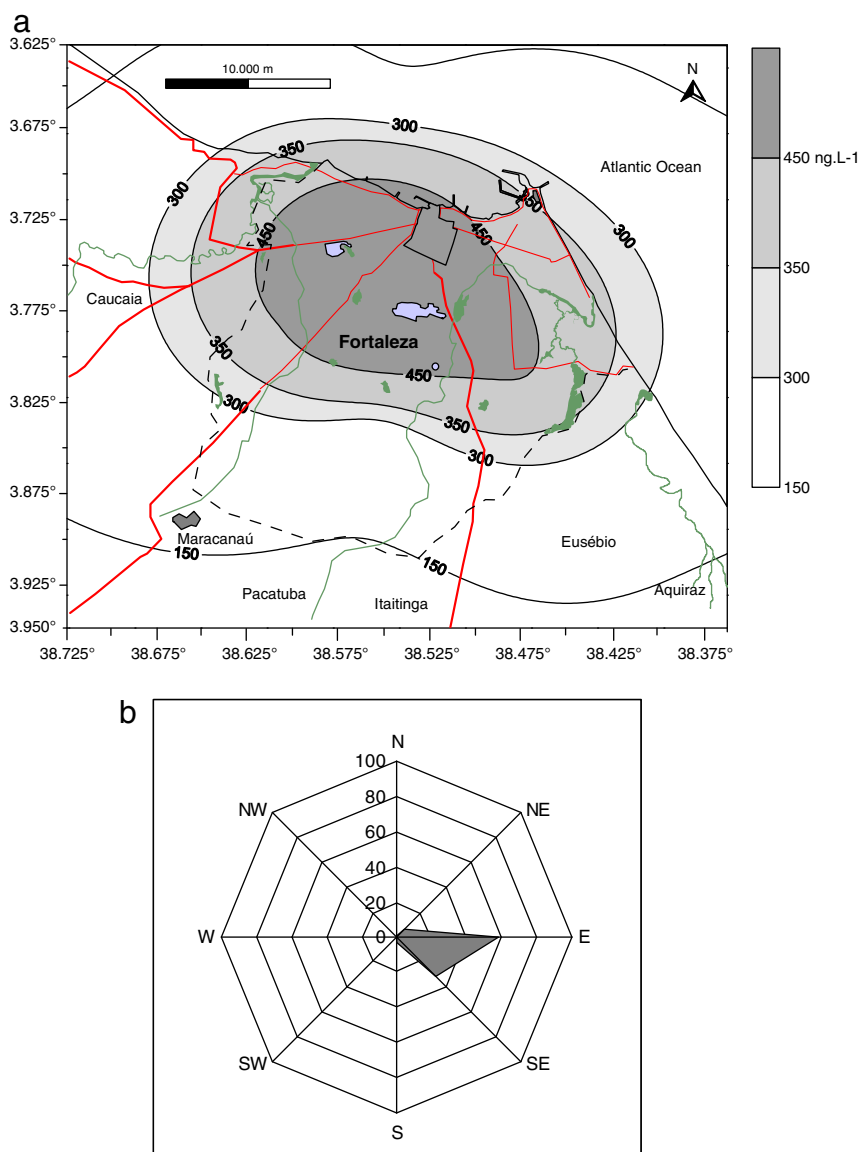 a
3.625°
3.675°
3.725°
3.775°
3.825°
3.875°
3.925°
3.950°
38.725°
38.675°
38.625°
38.575°
38.525°
38.475°
38.425°
38.375°
10.000 m
N
Atlantic Ocean
300
350
300
350
450
450
300
450
Caucaia
Fortaleza
350
450
300
350
300
Maracanaú
150
150
Eusébio
Pacatuba
Itaitinga
Aquiraz
450 ng.L-1
350
300
150
b
N
100
80
60
40
20
0
NW
NE
W
E
SW
SE
S